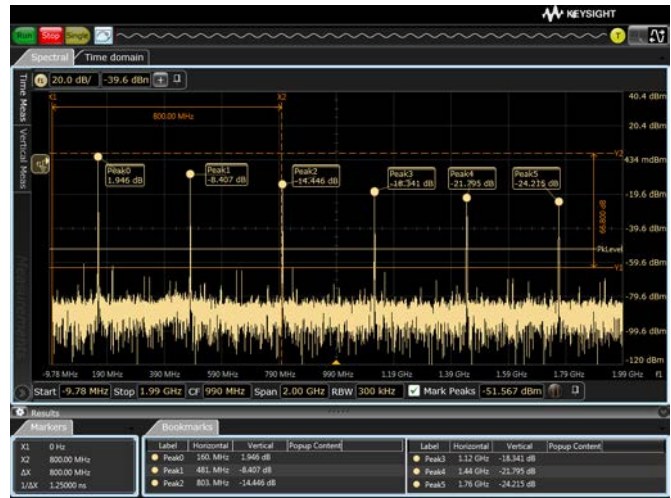 KEYSIGHT
Run Stop Single T
Spectral Time domain
f1 20.0 dB/ -39.6 dBm +
Time Meas
Vertical Meas
Measurements
X1 X2 40.4 dBm
800.00 MHz
20.4 dBm
Y2
434 mdBm
Peak0 Peak1 Peak2 Peak3 Peak4 Peak5
1.946 dB -8.407 dB -14.446 dB -18.341 dB -21.795 dB -24.215 dB
-19.6 dBm
66.800 dB
-39.6 dBm
PkLevel
-59.6 dBm
Y1
-79.6 dBm
-99.6 dBm
-120 dBm
-9.78 MHz 190 MHz 390 MHz 590 MHz 790 MHz 990 MHz 1.19 GHz 1.39 GHz 1.59 GHz 1.79 GHz 1.99 GHz f1
Start -9.78 MHz Stop 1.99 GHz CF 990 MHz Span 2.00 GHz RBW 300 kHz Mark Peaks -51.567 dBm
Results
Markers Bookmarks
X1 0 Hz
X2 800.00 MHz
ΔX 800.00 MHz
1/ΔX 1.25000 ns
Label Horizontal Vertical Popup Content
Peak0 160. MHz 1.946 dB
Peak1 481. MHz -8.407 dB
Peak2 803. MHz -14.446 dB
Label Horizontal Vertical Popup Content
Peak3 1.12 GHz -18.341 dB
Peak4 1.44 GHz -21.795 dB
Peak5 1.76 GHz -24.215 dB